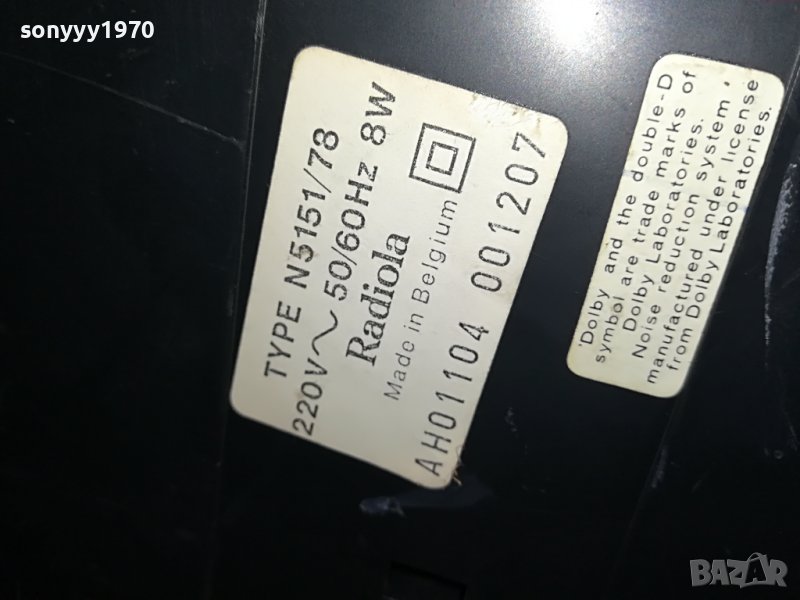 sonyyy1970
TYPE N5151/78
220V ~ 50/60Hz 8W
Radiola
Made in Belgium
AH01104 001207
'Dolby and the double-D
symbol are trade marks of
Dolby Laboratories.
Noise reduction system
manufactured under license
from Dolby Laboratories.'
BAZAR